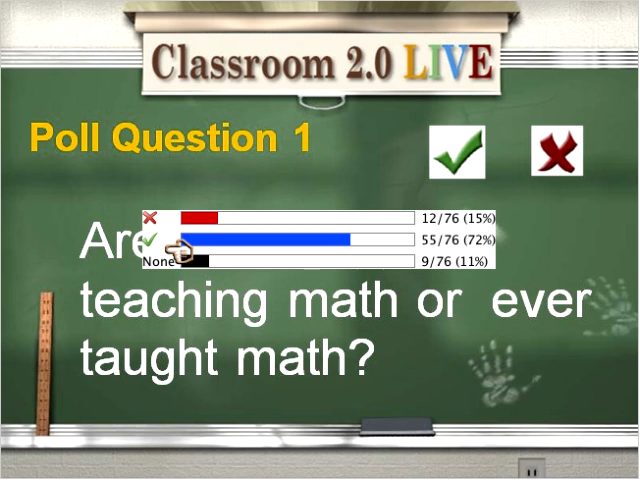 Classroom 2.0 LIVE
Poll Question 1
12/76 (15%)
55/76 (72%)
None 9/76 (11%)
Are
teaching math or ever
taught math?